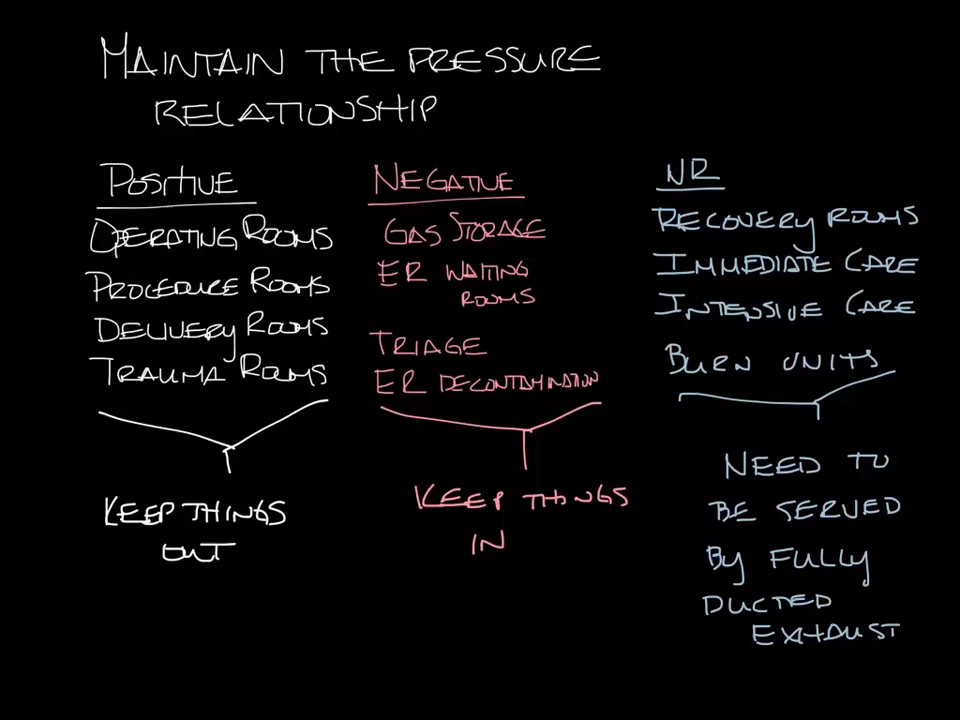 MAINTAIN THE PRESSURE
RELATIONSHIP
POSITIVE
OPERATING ROOMS
PROCEDURE ROOMS
DELIVERY ROOMS
TRAUMA ROOMS
KEEP THINGS
OUT
NEGATIVE
GAS STORAGE
ER WAITING
ROOMS
TRIAGE
ER DECONTAMINATION
KEEP THINGS
IN
NR
RECOVERY ROOMS
IMMEDIATE CARE
INTENSIVE CARE
BURN UNITS
NEED TO
BE SERVED
BY FULLY
DUCTED
EXHAUST